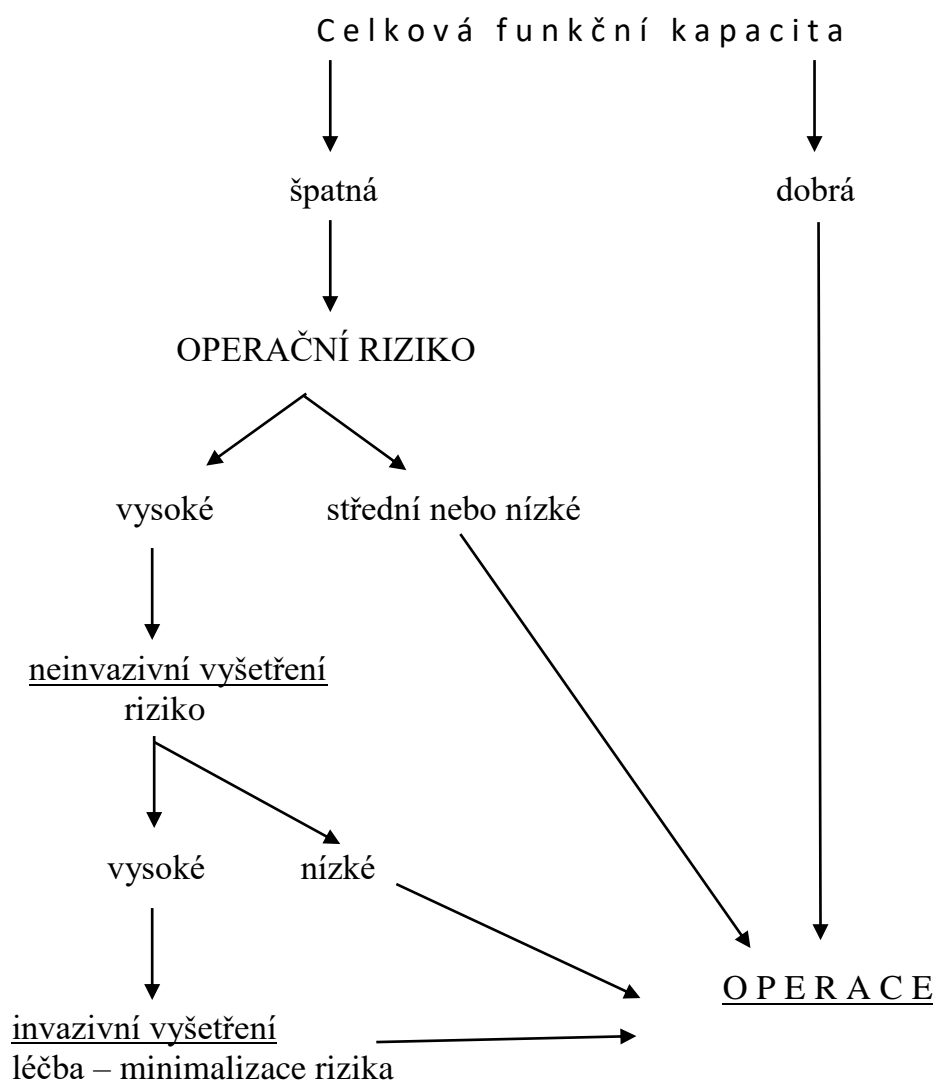 Celková funkční kapacita
špatná dobrá
OPERAČNÍ RIZIKO
vysoké střední nebo nízké
neinvazivní vyšetření
riziko
vysoké nízké
OPERACE
invazivní vyšetření
léčba – minimalizace rizika